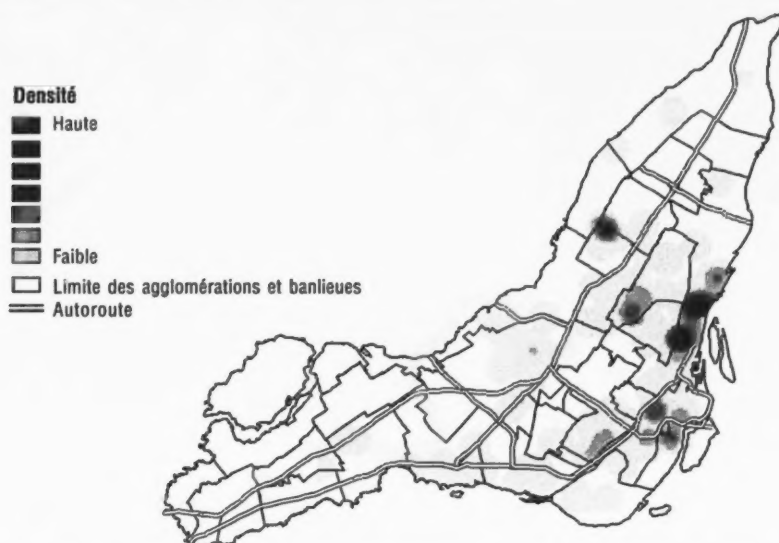 Densité
Haute
Faible
Limite des agglomérations et banlieues
Autoroute